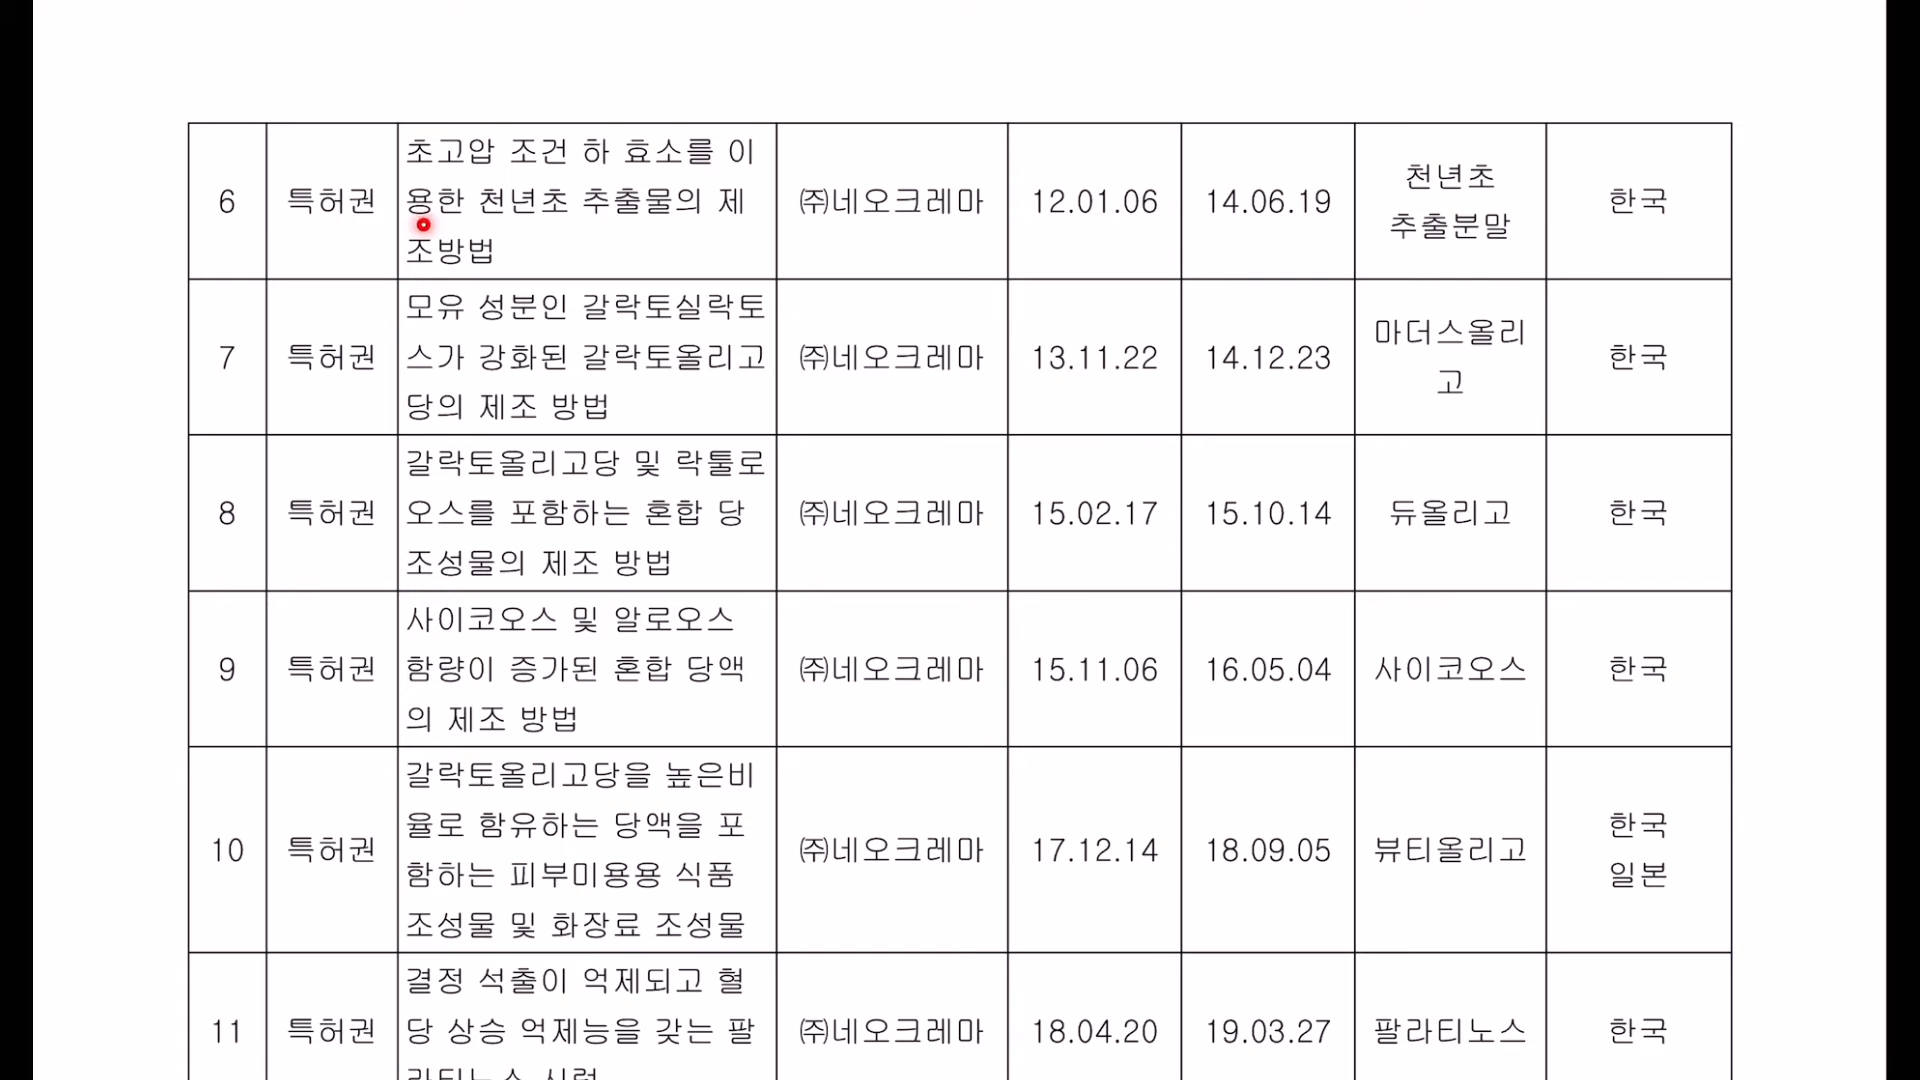 6
특허권
초고압 조건 하 효소를 이
용한 천년초 추출물의 제
조방법
㈜네오크레마
12.01.06
14.06.19
천년초
추출분말
한국
7
특허권
모유 성분인 갈락토실락토
스가 강화된 갈락토올리고
당의 제조 방법
㈜네오크레마
13.11.22
14.12.23
마더스올리
고
한국
8
특허권
갈락토올리고당 및 락툴로
오스를 포함하는 혼합 당
조성물의 제조 방법
㈜네오크레마
15.02.17
15.10.14
듀올리고
한국
9
특허권
사이코오스 및 알로오스
함량이 증가된 혼합 당액
의 제조 방법
㈜네오크레마
15.11.06
16.05.04
사이코오스
한국
10
특허권
갈락토올리고당을 높은비
율로 함유하는 당액을 포
함하는 피부미용용 식품
조성물 및 화장료 조성물
㈜네오크레마
17.12.14
18.09.05
뷰티올리고
한국
일본
11
특허권
결정 석출이 억제되고 혈
당 상승 억제능을 갖는 팔
㈜네오크레마
18.04.20
19.03.27
팔라티노스
한국